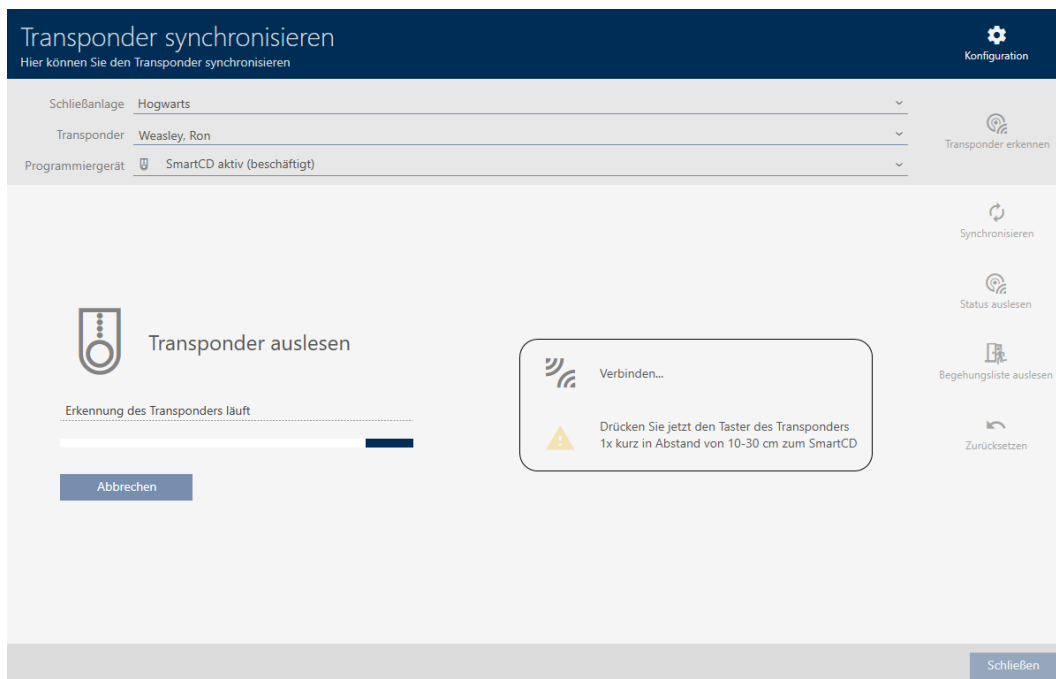 Transponder synchronisieren
Hier können Sie den Transponder synchronisieren
Konfiguration
Schließanlage Hogwarts
Transponder Weasley, Ron
Programmiergerät SmartCD aktiv (beschäftigt)
Transponder erkennen
Synchronisieren
Status auslesen
Begehungsliste auslesen
Zurücksetzen
Transponder auslesen
Erkennung des Transponders läuft
Abbrechen
Verbinden...
Drücken Sie jetzt den Taster des Transponders
1x kurz in Abstand von 10-30 cm zum SmartCD
Schließen